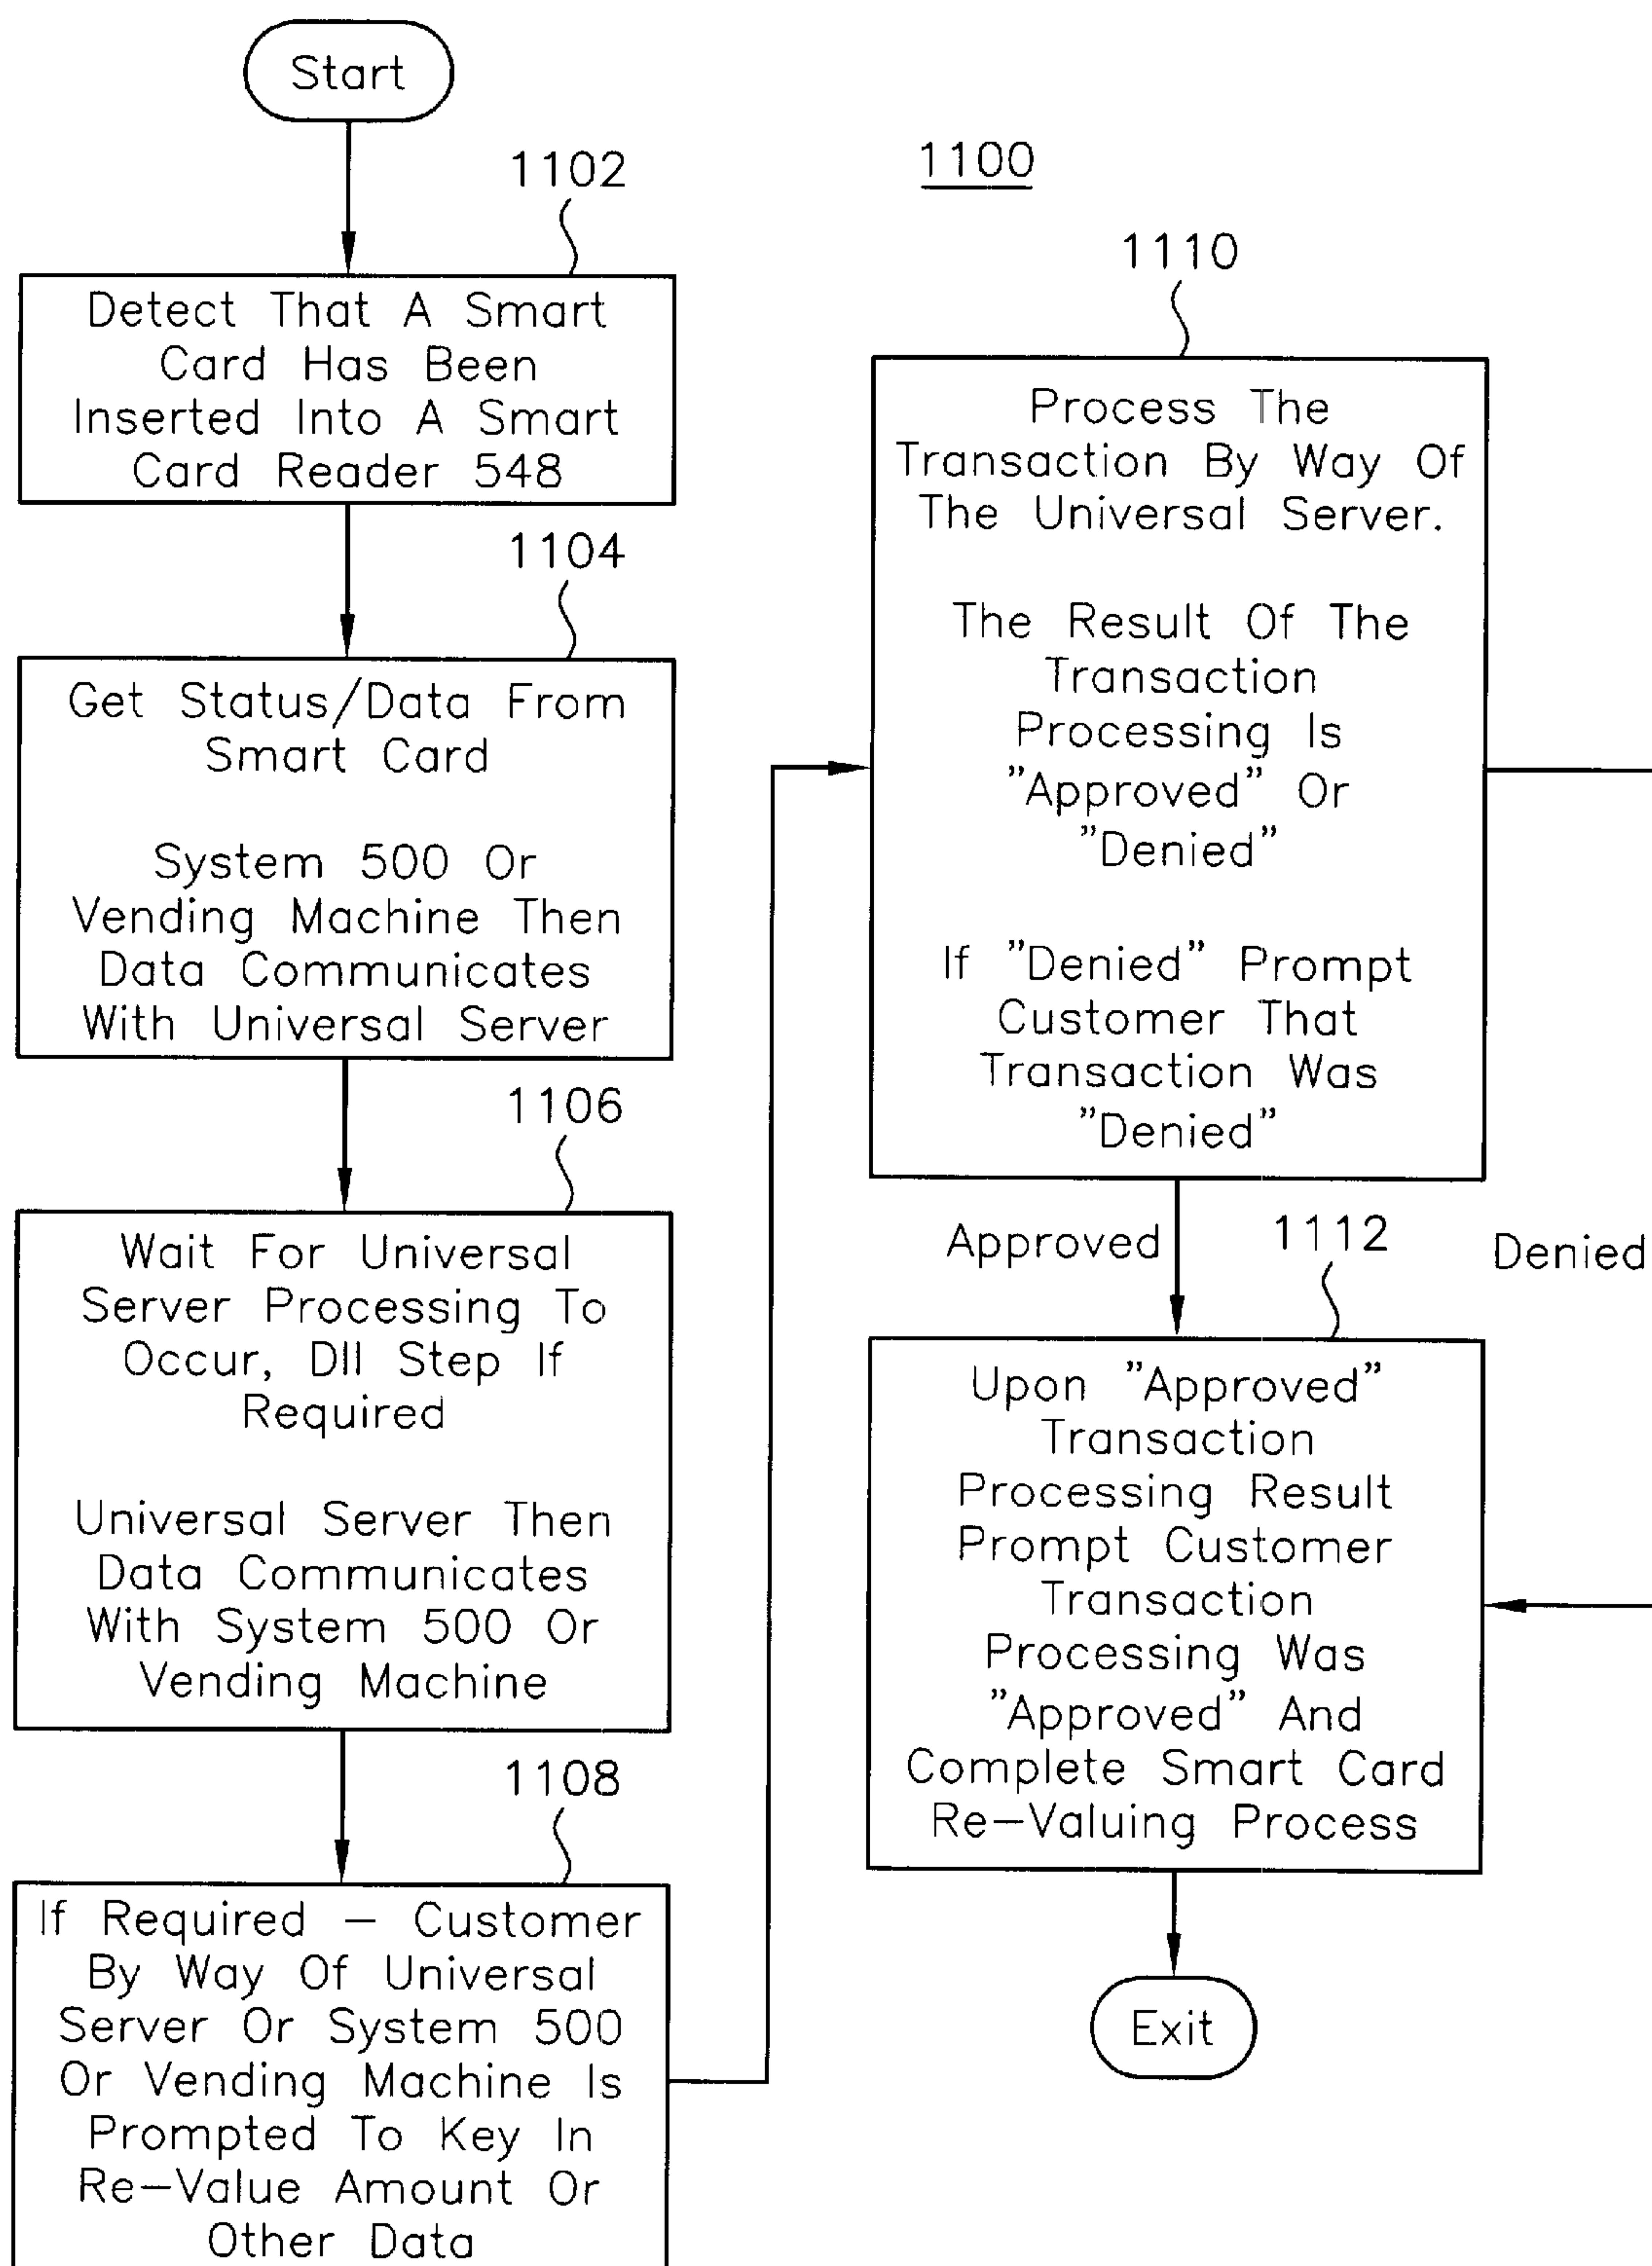 Start
1102
Detect That A Smart
Card Has Been
Inserted Into A Smart
Card Reader 548
1104
Get Status/Data From
Smart Card
System 500 Or
Vending Machine Then
Data Communicates
With Universal Server
1106
Wait For Universal
Server Processing To
Occur, DII Step If
Required
Universal Server Then
Data Communicates
With System 500 Or
Vending Machine
1108
If Required – Customer
By Way Of Universal
Server Or System 500
Or Vending Machine Is
Prompted To Key In
Re–Value Amount Or
Other Data
1100
1110
Process The
Transaction By Way Of
The Universal Server.
The Result Of The
Transaction
Processing Is
"Approved" Or
"Denied"
If "Denied" Prompt
Customer That
Transaction Was
"Denied"
Approved
1112
Denied
Upon "Approved"
Transaction
Processing Result
Prompt Customer
Transaction
Processing Was
"Approved" And
Complete Smart Card
Re–Valuing Process
Exit